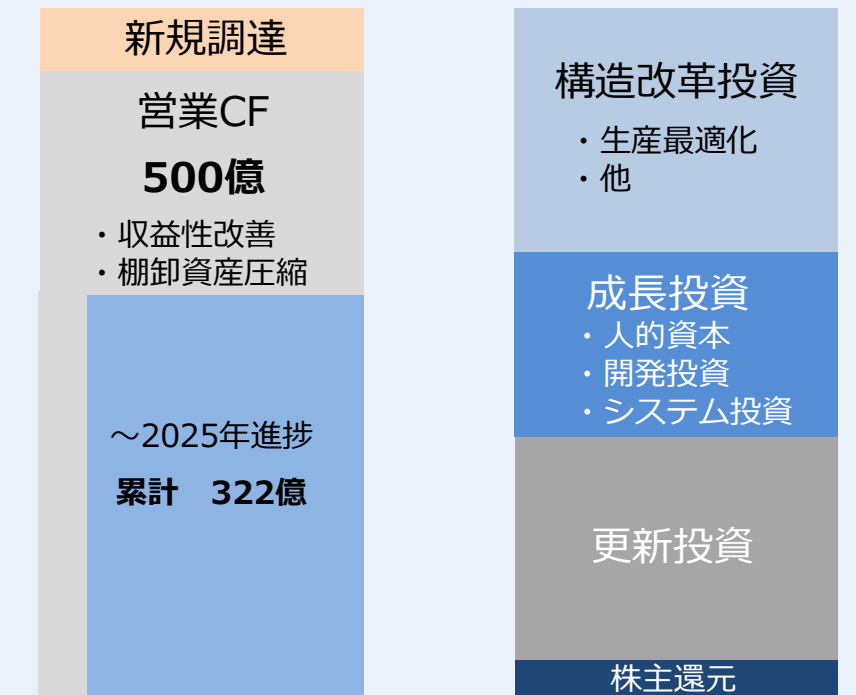 新規調達
営業CF
500億
・収益性改善
・棚卸資産圧縮
～2025年進捗
累計　322億
構造改革投資
・生産最適化
・他
成長投資
・人的資本
・開発投資
・システム投資
更新投資
株主還元